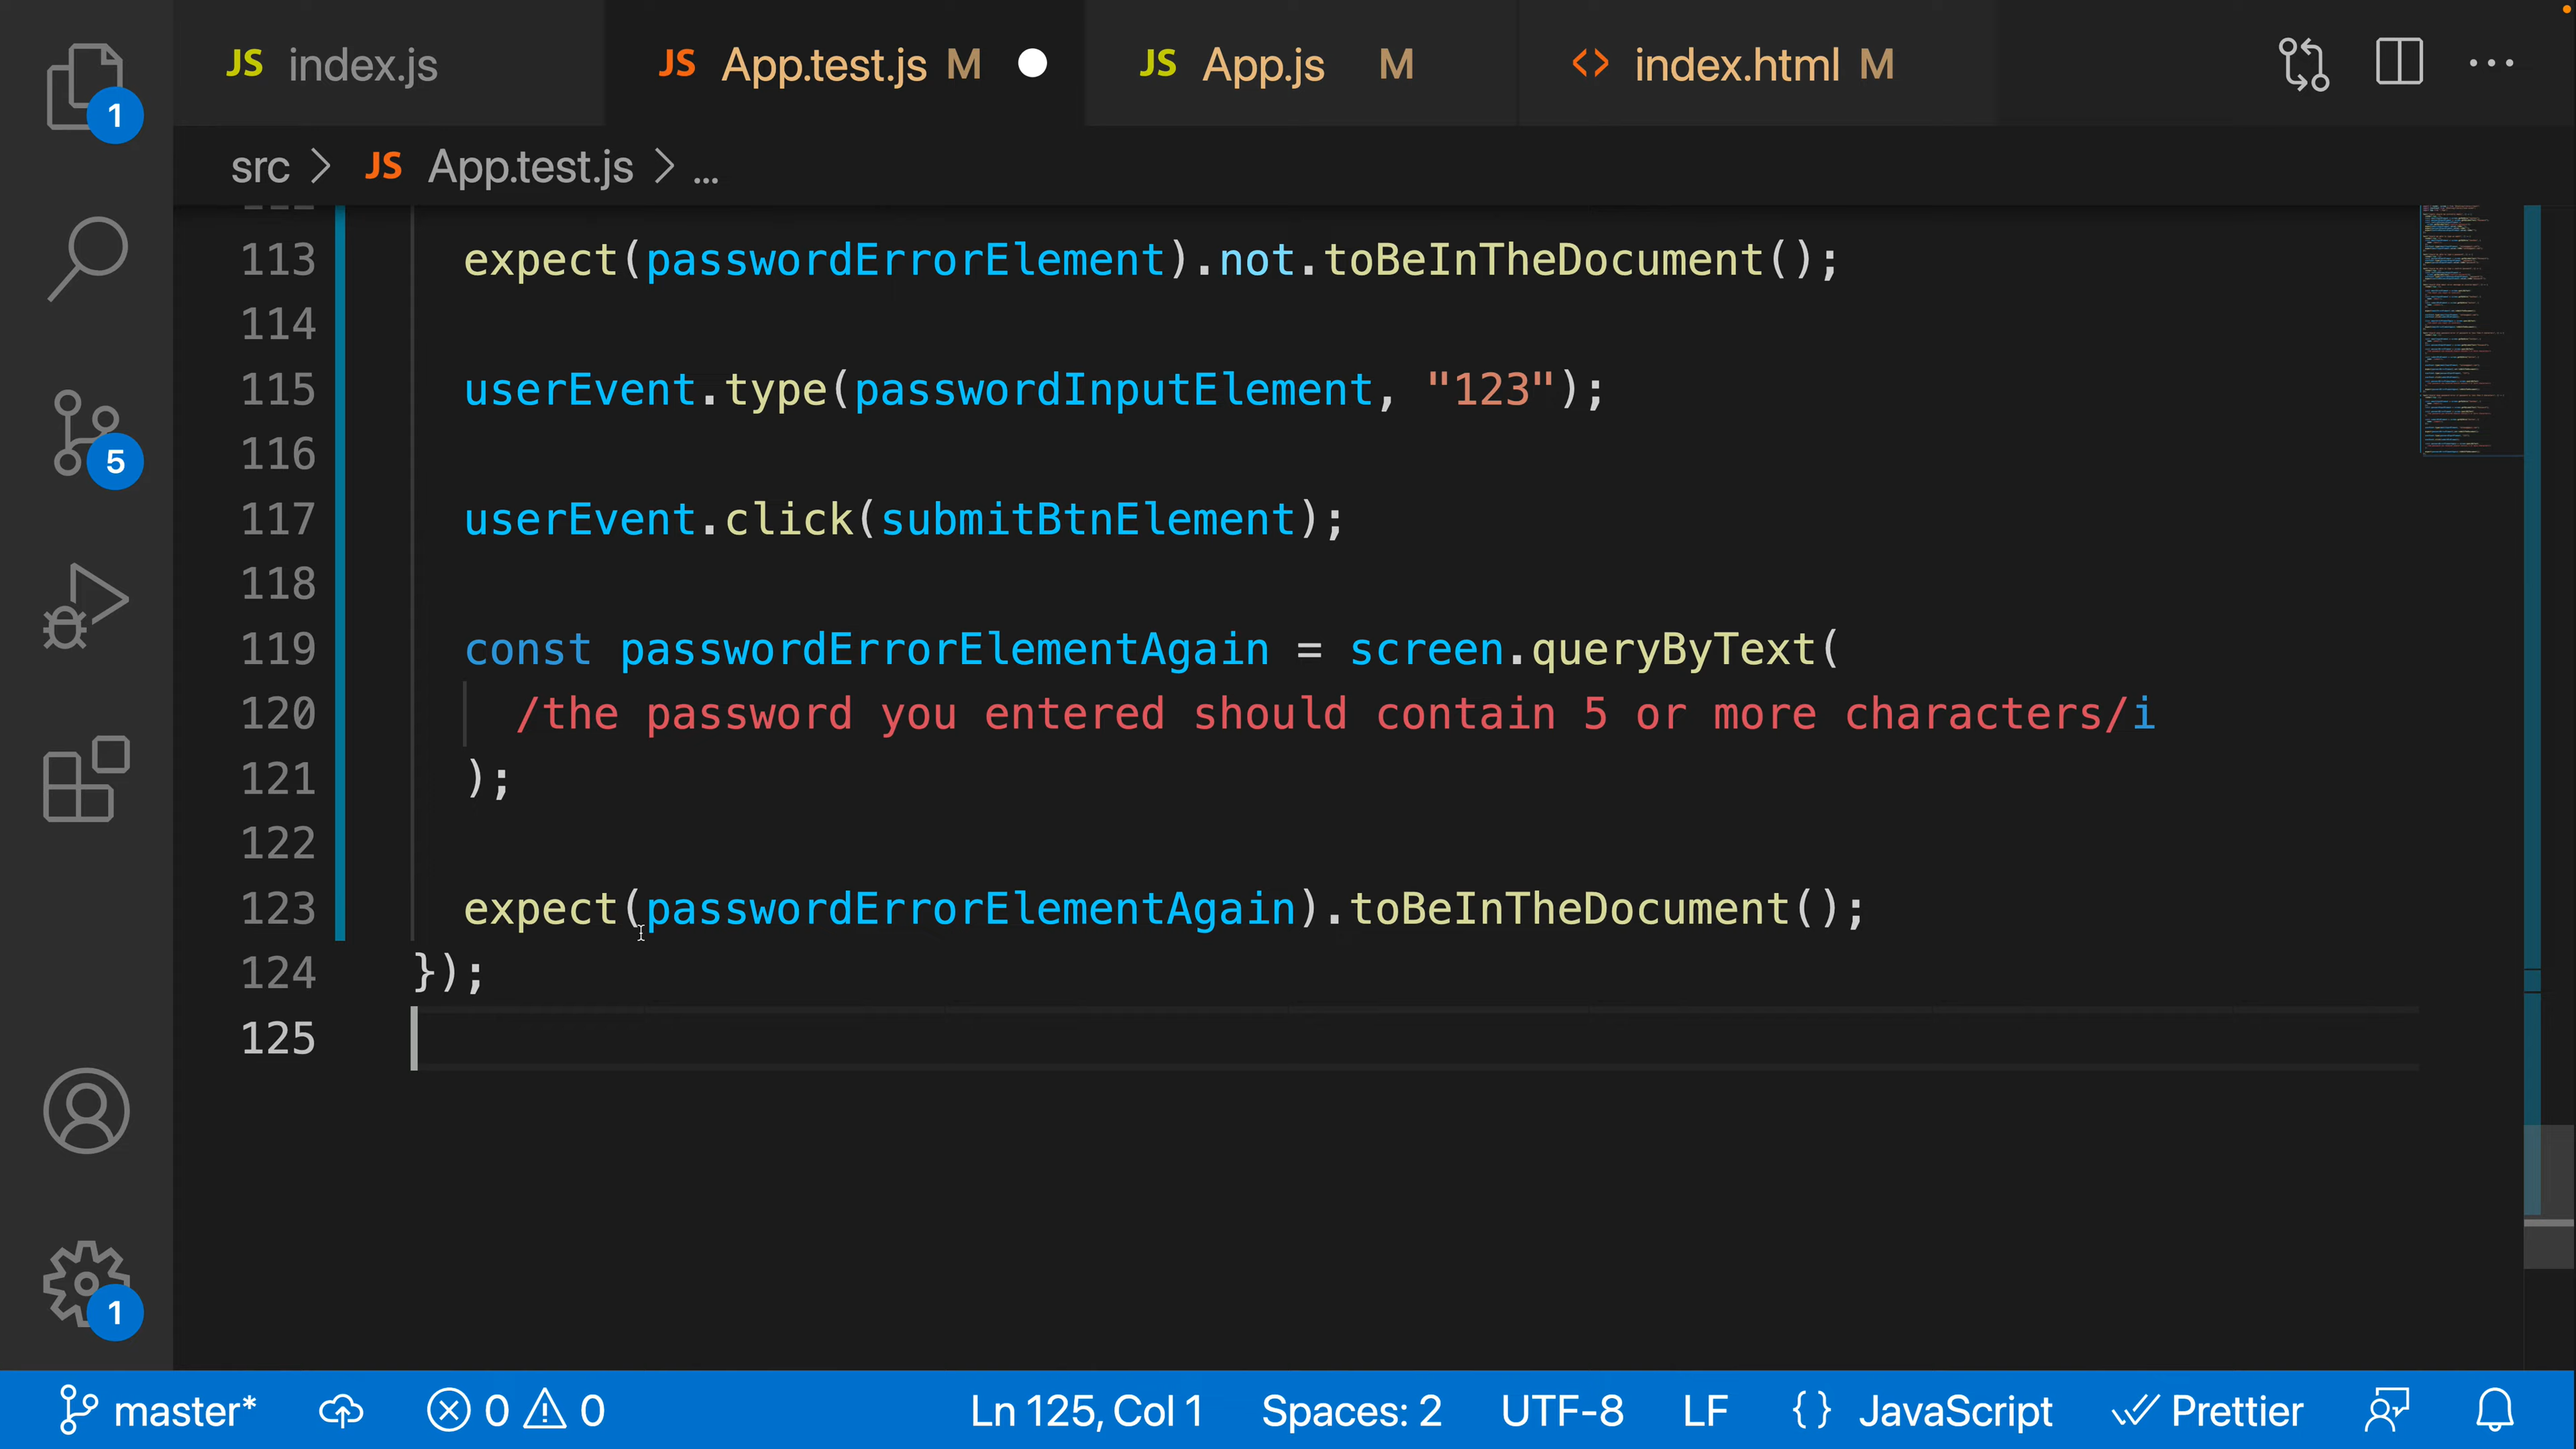 JS index.js JS App.test.js M JS App.js M <> index.html M
src > JS App.test.js > ...
113 expect(passwordErrorElement).not.toBeInTheDocument();
114
115 userEvent.type(passwordInputElement, "123");
116
117 userEvent.click(submitBtnElement);
118
119 const passwordErrorElementAgain = screen.queryByText(
120 /the password you entered should contain 5 or more characters/i
121 );
122
123 expect(passwordErrorElementAgain).toBeInTheDocument();
124 });
125
1
5
1
master* 0 0 Ln 125, Col 1 Spaces: 2 UTF-8 LF {} JavaScript Prettier